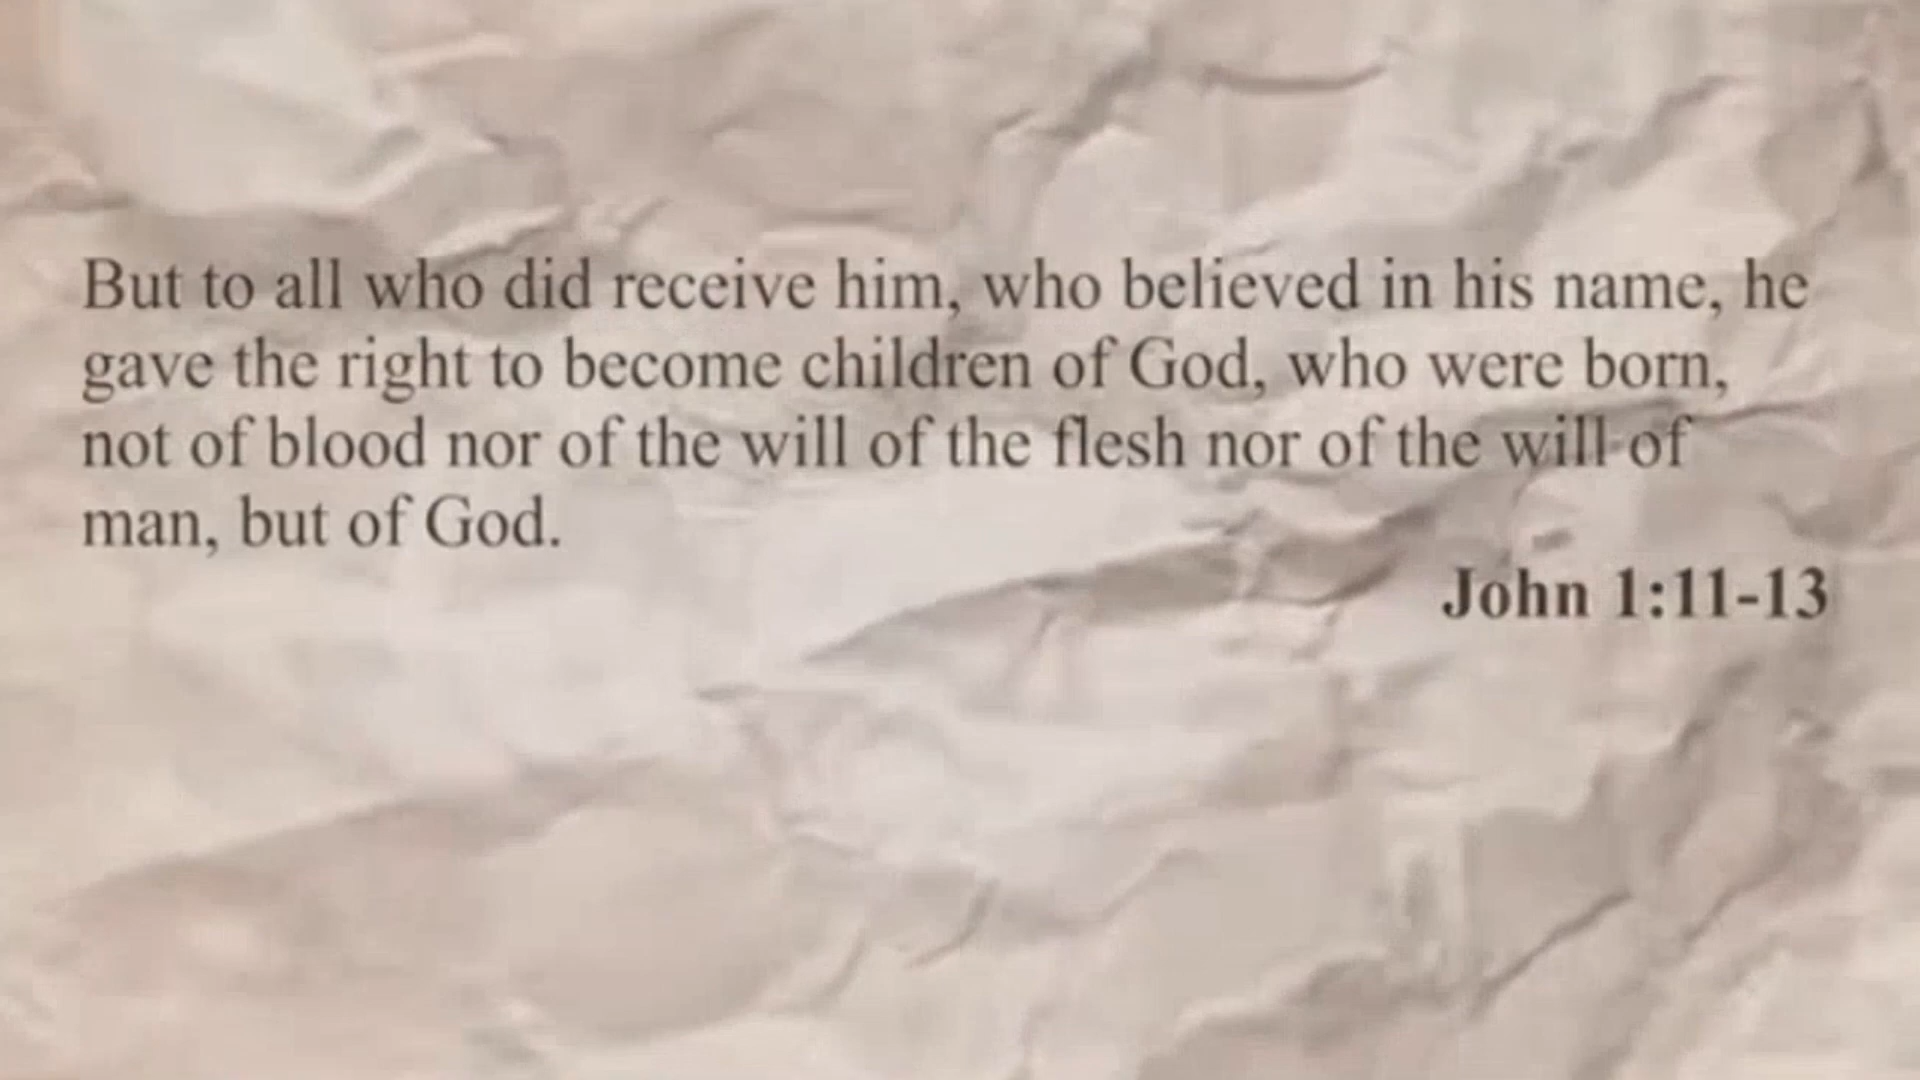 But to all who did receive him, who believed in his name, he
gave the right to become children of God, who were born,
not of blood nor of the will of the flesh nor of the will of
man, but of God.
John 1:11-13